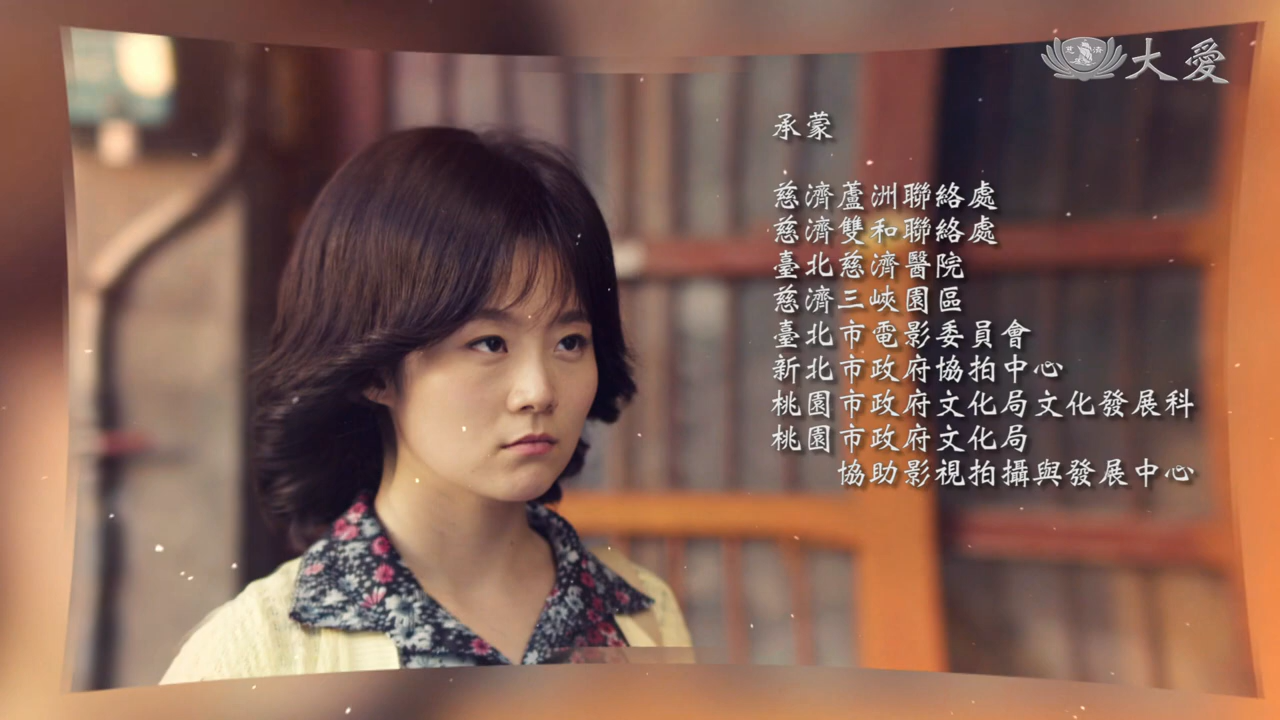 大愛
承蒙
慈濟蘆洲聯絡處
慈濟雙和聯絡處
臺北慈濟醫院
慈濟三峽園區
臺北市電影委員會
新北市政府協拍中心
桃園市政府文化局文化發展科
桃園市政府文化局
協助影視拍攝與發展中心